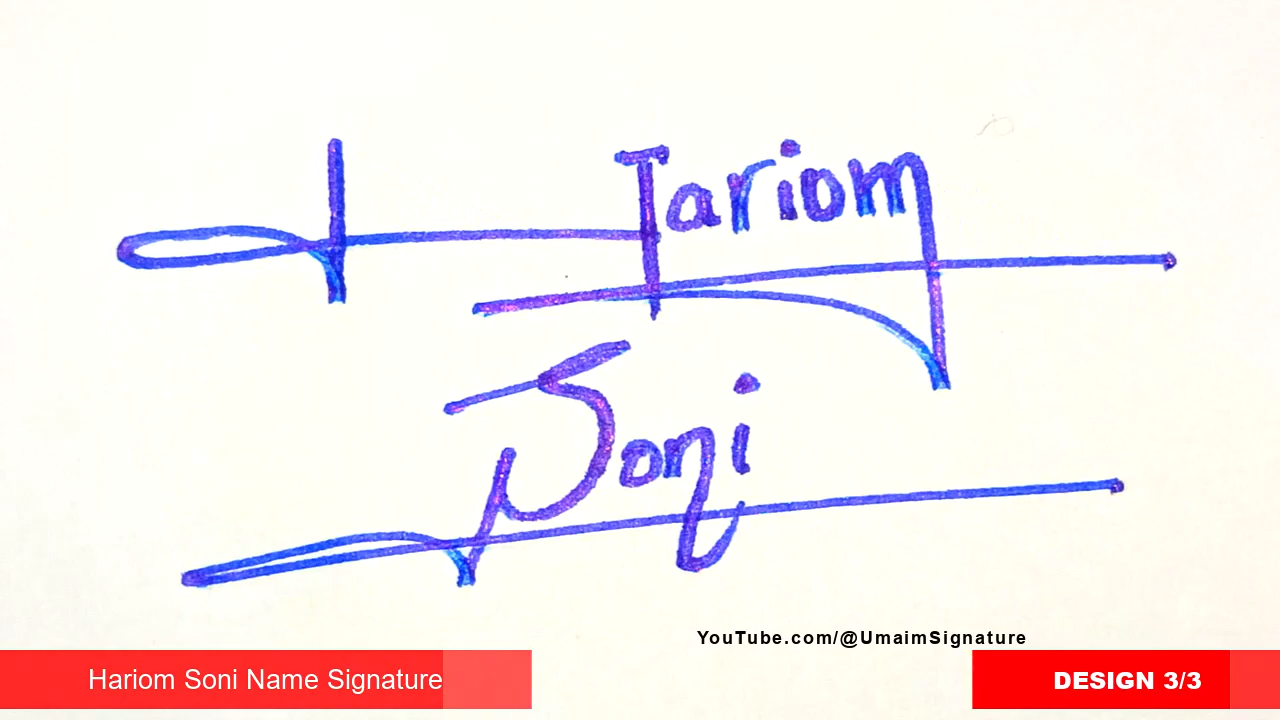 Hariom
Soni
YouTube.com/@UmaimSignature
Hariom Soni Name Signature
DESIGN 3/3